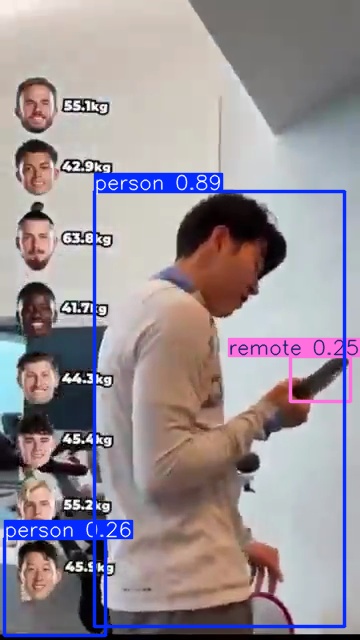 55.1kg
42.9kg
person 0.89
63.8kg
41.7kg
remote 0.25
44.3kg
45.4kg
55.2kg
person 0.26
45.9kg